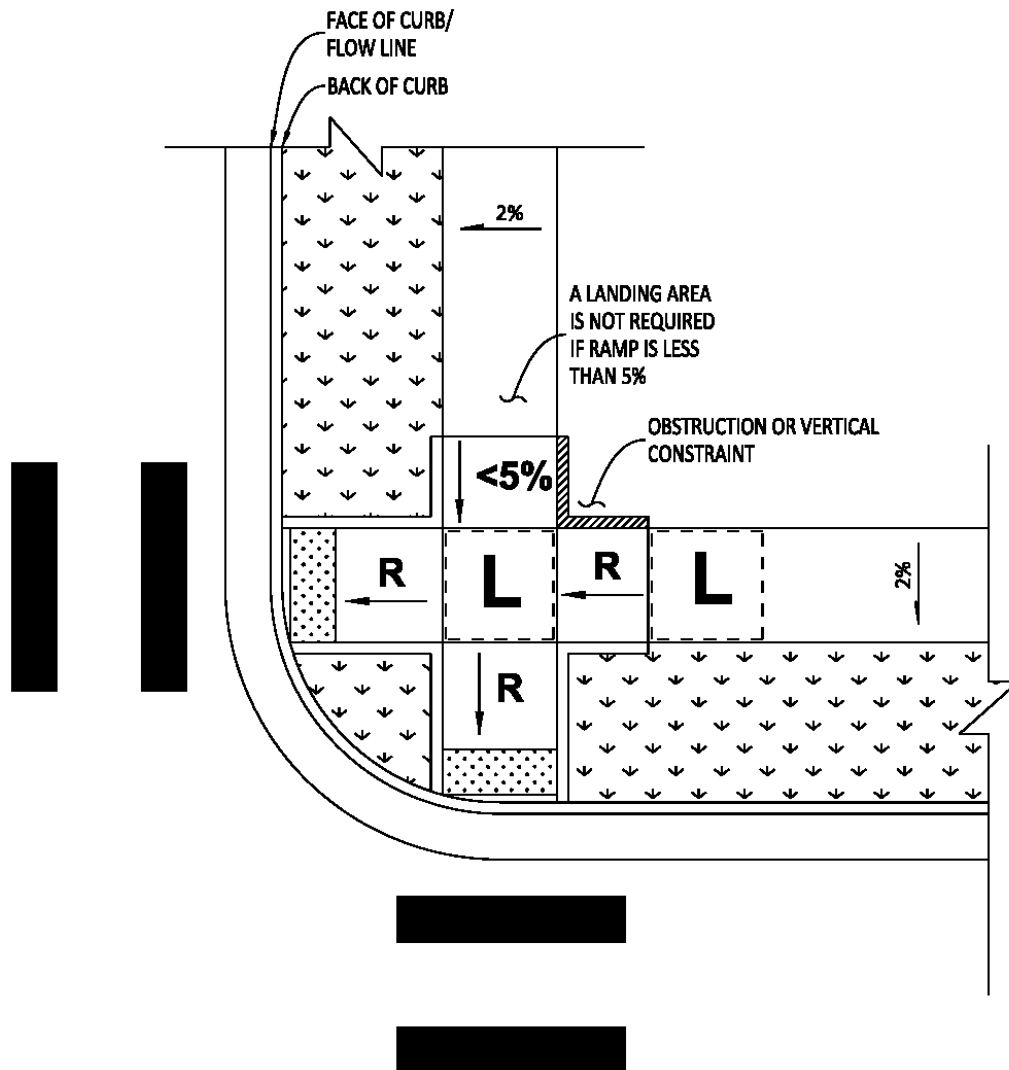 FACE OF CURB/
FLOW LINE
BACK OF CURB
2%
A LANDING AREA
IS NOT REQUIRED
IF RAMP IS LESS
THAN 5%
OBSTRUCTION OR VERTICAL
CONSTRAINT
<5%
R
L
R
L
2%
R